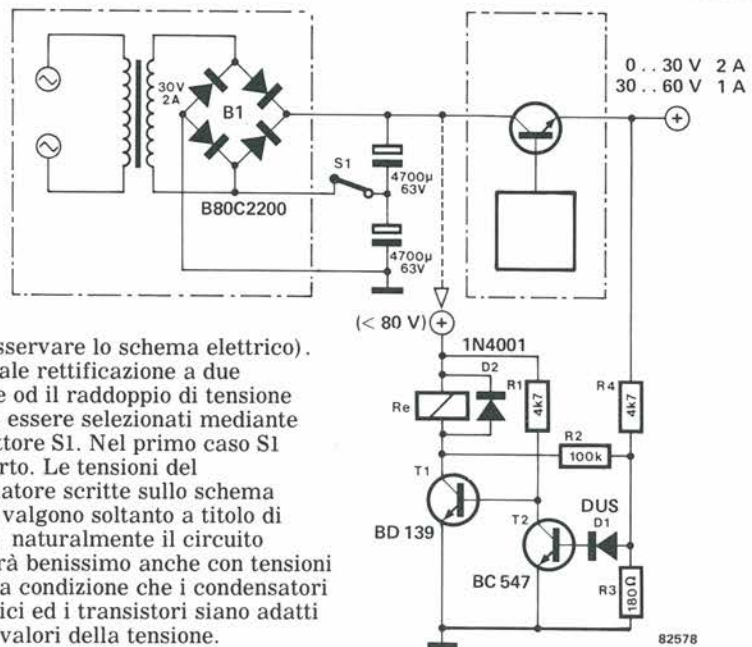 0 . . 30 V 2 A
30 . . 60 V 1 A
30V
2A
B1
S1
4700µ
63V
4700µ
63V
B80C2200
(< 80 V)
1N4001
D2
R1
4k7
R4
4k7
Re
R2
100k
T1
BD 139
T2
BC 547
DUS
D1
R3
180Ω
82578
sservare lo schema elettrico).
ale rettificazione a due
e od il raddoppio di tensione
essere selezionati mediante
ttore S1. Nel primo caso S1
rto. Le tensioni del
atore scritte sullo schema
valgono soltanto a titolo di
naturalmente il circuito
rà benissimo anche con tensioni
a condizione che i condensatori
ici ed i transistori siano adatti
valori della tensione.